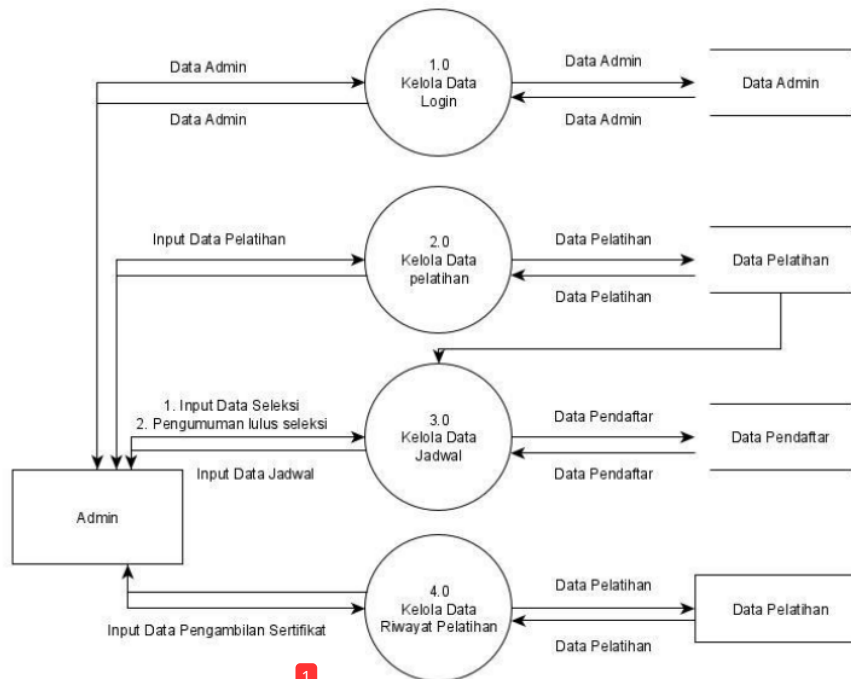 Data Admin
Data Admin
1.0
Kelola Data
Login
Data Admin
Data Admin
Data Admin
Input Data Pelatihan
2.0
Kelola Data
pelatihan
Data Pelatihan
Data Pelatihan
Data Pelatihan
1. Input Data Seleksi
2. Pengumuman lulus seleksi
Input Data Jadwal
3.0
Kelola Data
Jadwal
Data Pendaftar
Data Pendaftar
Data Pendaftar
Admin
Input Data Pengambilan Sertifikat
4.0
Kelola Data
Riwayat Pelatihan
Data Pelatihan
Data Pelatihan
Data Pelatihan
1